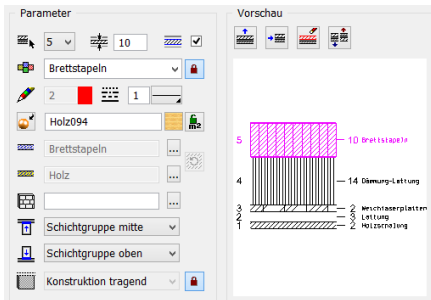 Parameter
Vorschau
5
10
Brettstapeln
2
1
Holz094
m2
Brettstapeln
...
Holz
...
...
Schichtgruppe mitte
Schichtgruppe oben
Konstruktion tragend
5 10 Brettstapeln
4 14 Dämmung-Lattung
3 2 Weichfaserplatten
2 3 Lattung
1 2 Holzschalung